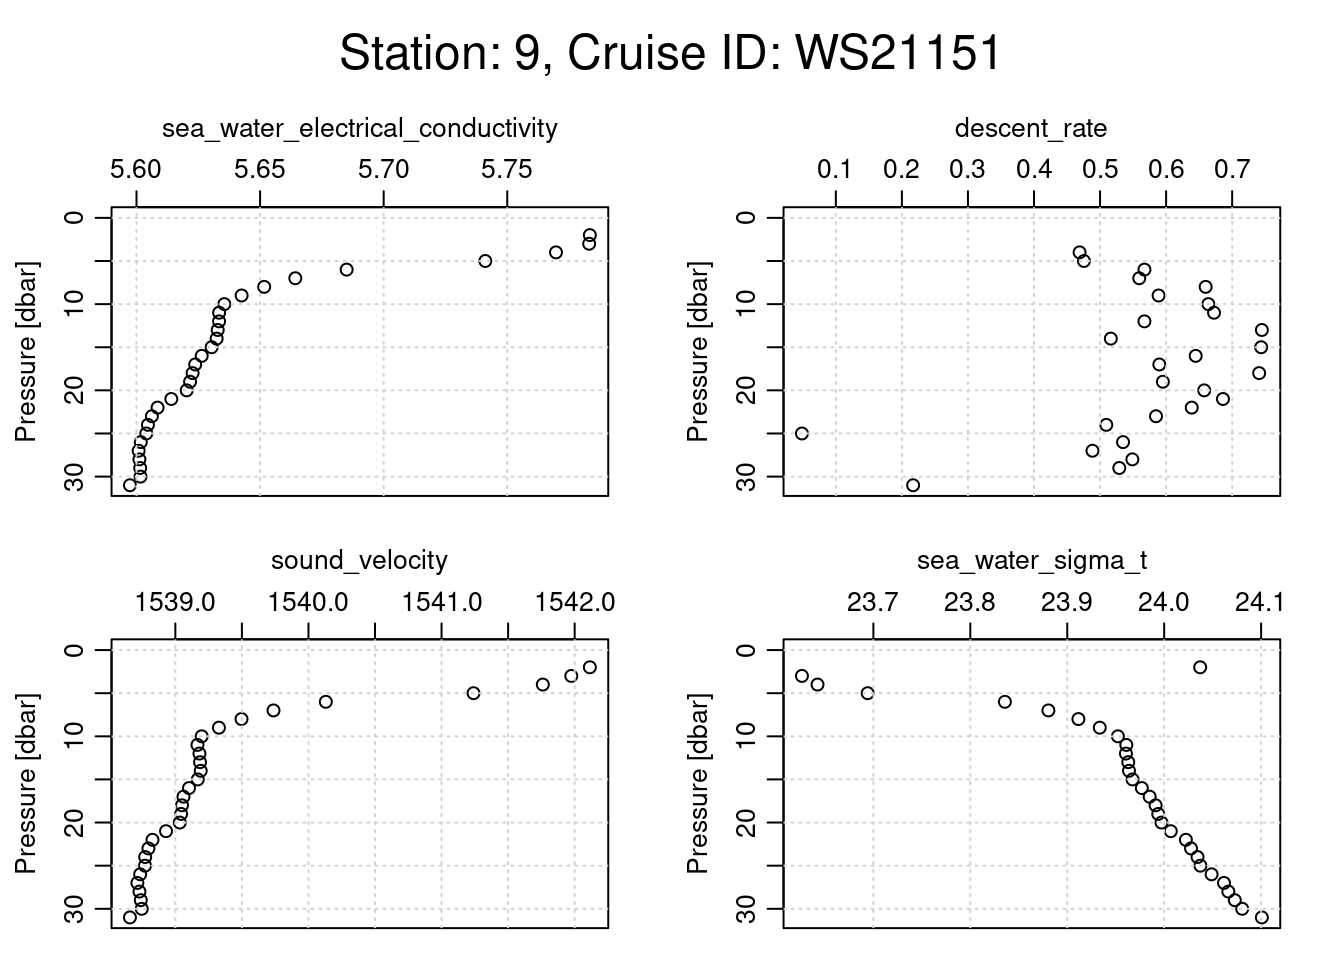 Station: 9, Cruise ID: WS21151
sea_water_electrical_conductivity
5.60 5.65 5.70 5.75
Pressure [dbar]
0
10
20
30
descent_rate
0.1 0.2 0.3 0.4 0.5 0.6 0.7
Pressure [dbar]
0
10
20
30
sound_velocity
1539.0 1540.0 1541.0 1542.0
Pressure [dbar]
0
10
20
30
sea_water_sigma_t
23.7 23.8 23.9 24.0 24.1
Pressure [dbar]
0
10
20
30